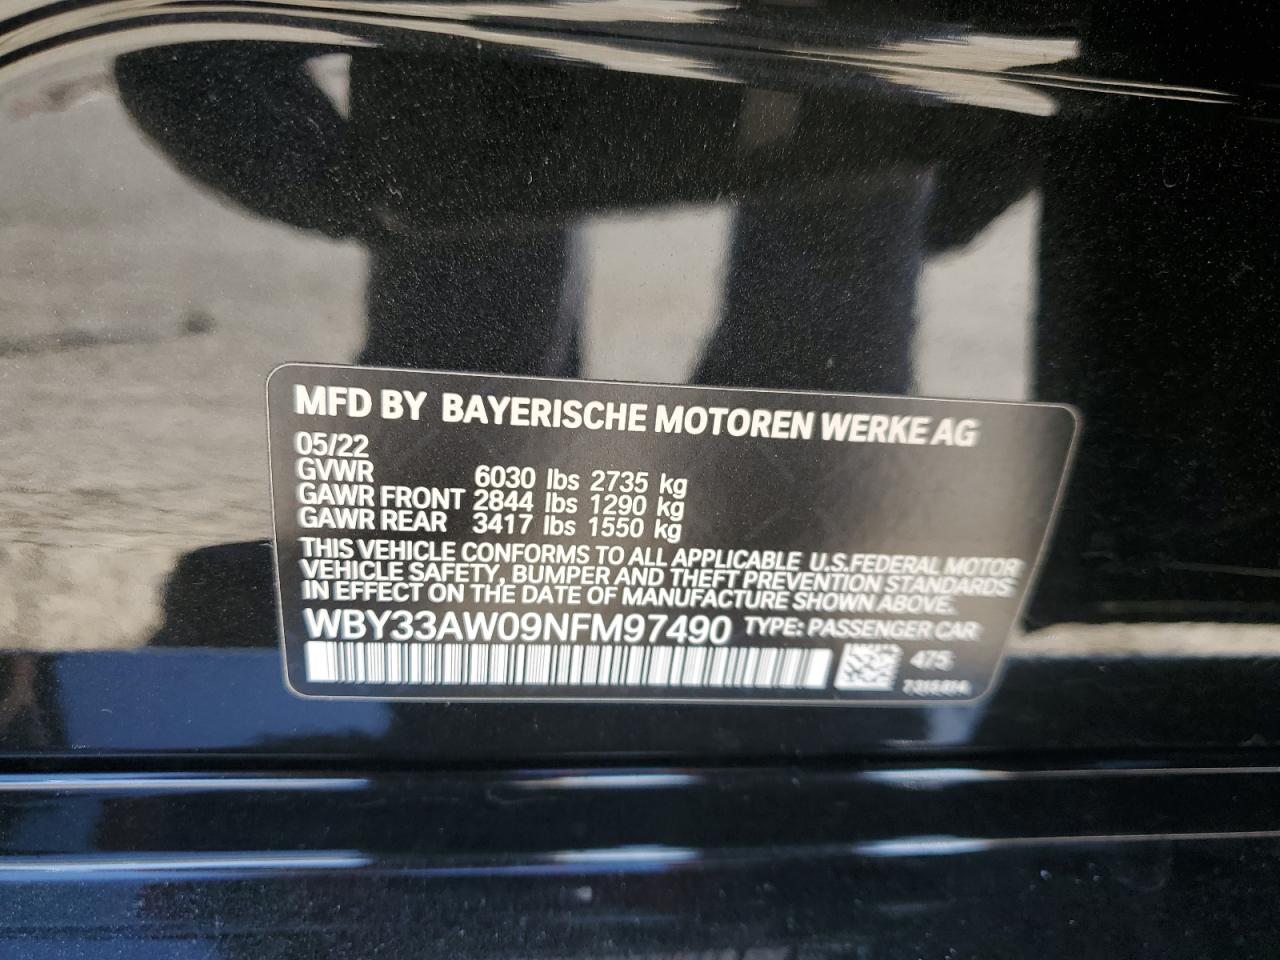 MFD BY BAYERISCHE MOTOREN WERKE AG
05/22
GVWR 6030 lbs 2735 kg
GAWR FRONT 2844 lbs 1290 kg
GAWR REAR 3417 lbs 1550 kg
THIS VEHICLE CONFORMS TO ALL APPLICABLE U.S.FEDERAL MOTOR
VEHICLE SAFETY, BUMPER AND THEFT PREVENTION STANDARDS
IN EFFECT ON THE DATE OF MANUFACTURE SHOWN ABOVE.
WBY33AW09NFM97490 TYPE: PASSENGER CAR
475